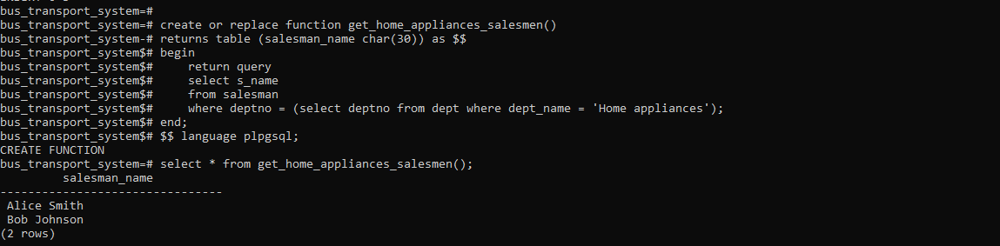 bus_transport_system=#
bus_transport_system=# create or replace function get_home_appliances_salesmen()
bus_transport_system-# returns table (salesman_name char(30)) as $$
bus_transport_system$# begin
bus_transport_system$#     return query
bus_transport_system$#     select s_name
bus_transport_system$#     from salesman
bus_transport_system$#     where deptno = (select deptno from dept where dept_name = 'Home appliances');
bus_transport_system$# end;
bus_transport_system$# $$ language plpgsql;
CREATE FUNCTION
bus_transport_system=# select * from get_home_appliances_salesmen();
         salesman_name
--------------------------------
 Alice Smith
 Bob Johnson
(2 rows)